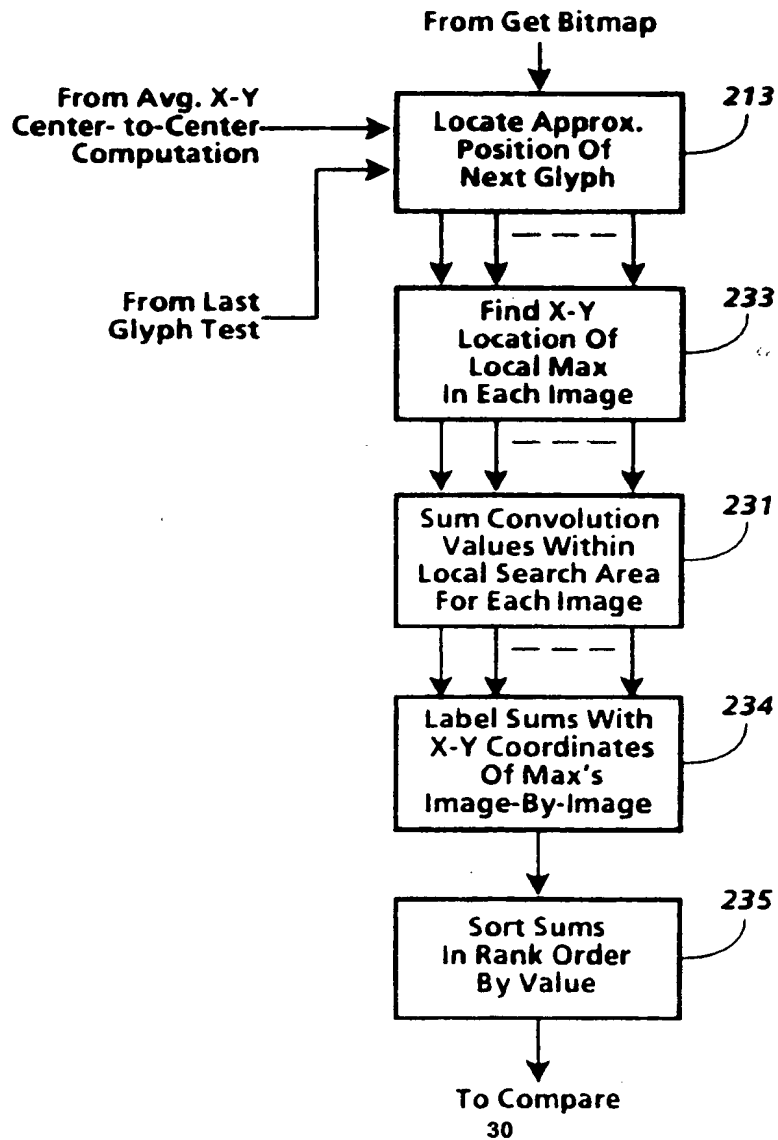 From Get Bitmap
213
From Avg. X-Y
Center- to-Center
Computation
Locate Approx.
Position Of
Next Glyph
From Last
Glyph Test
233
Find X-Y
Location Of
Local Max
In Each Image
231
Sum Convolution
Values Within
Local Search Area
For Each Image
234
Label Sums With
X-Y Coordinates
Of Max's
Image-By-Image
235
Sort Sums
In Rank Order
By Value
To Compare
30